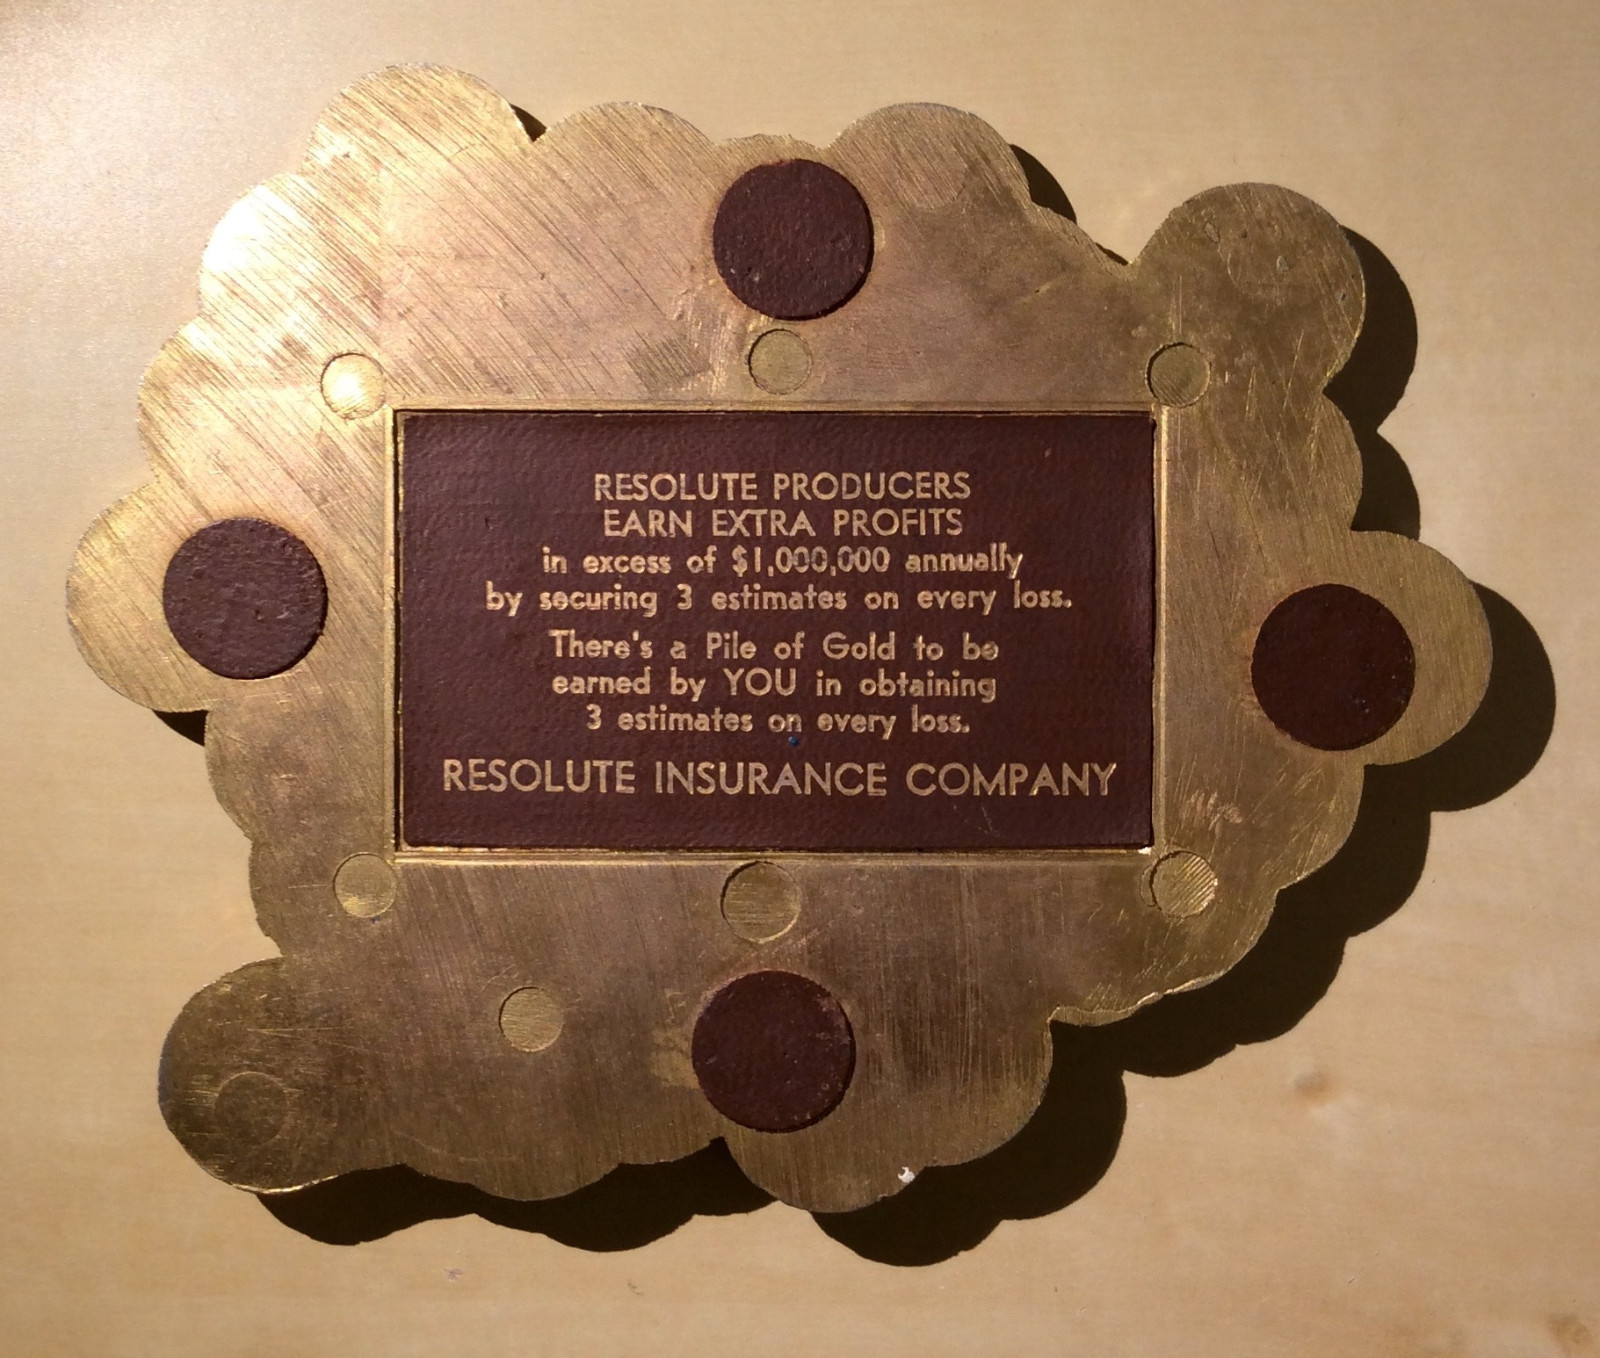 RESOLUTE PRODUCERS
EARN EXTRA PROFITS
in excess of $1,000,000 annually
by securing 3 estimates on every loss.
There's a Pile of Gold to be
earned by YOU in obtaining
3 estimates on every loss.
RESOLUTE INSURANCE COMPANY